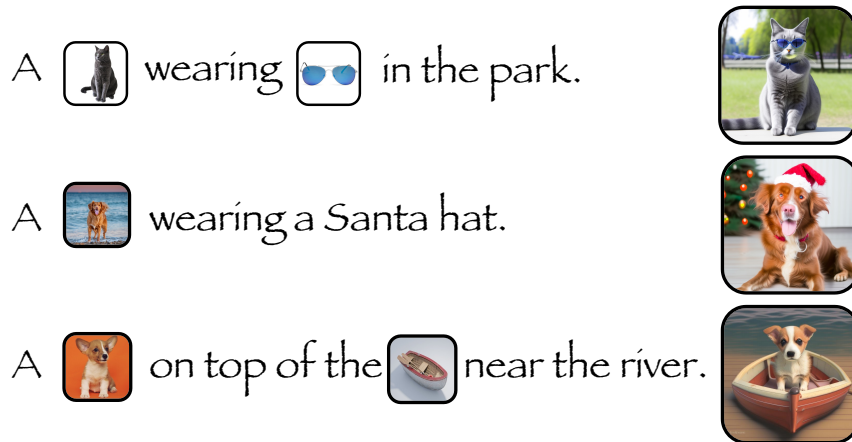 A wearing in the park.
A wearing a Santa hat.
A on top of the near the river.